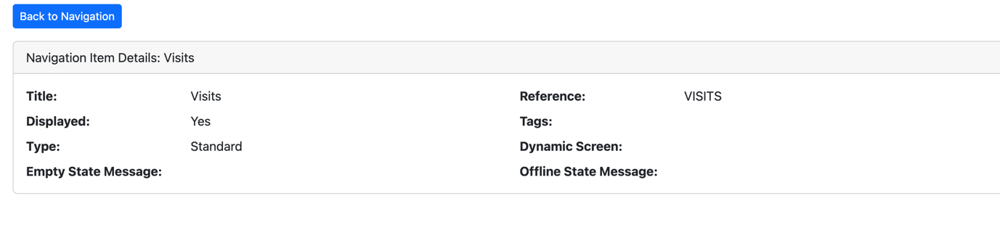 Back to Navigation
Navigation Item Details: Visits
Title: Visits Reference: VISITS
Displayed: Yes Tags:
Type: Standard Dynamic Screen:
Empty State Message: Offline State Message: